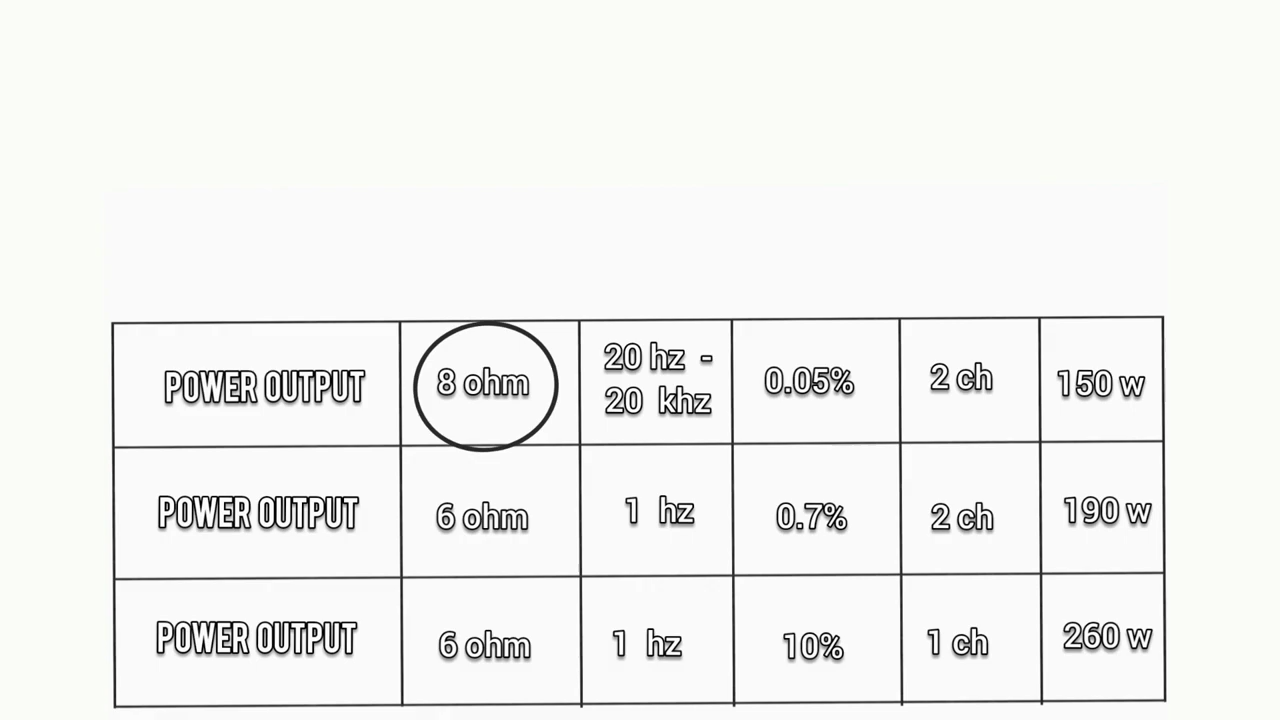 POWER OUTPUT 8 ohm 20 hz - 0.05% 2 ch 150 w
20 khz
POWER OUTPUT 6 ohm 1 hz 0.7% 2 ch 190 w
POWER OUTPUT 6 ohm 1 hz 10% 1 ch 260 w